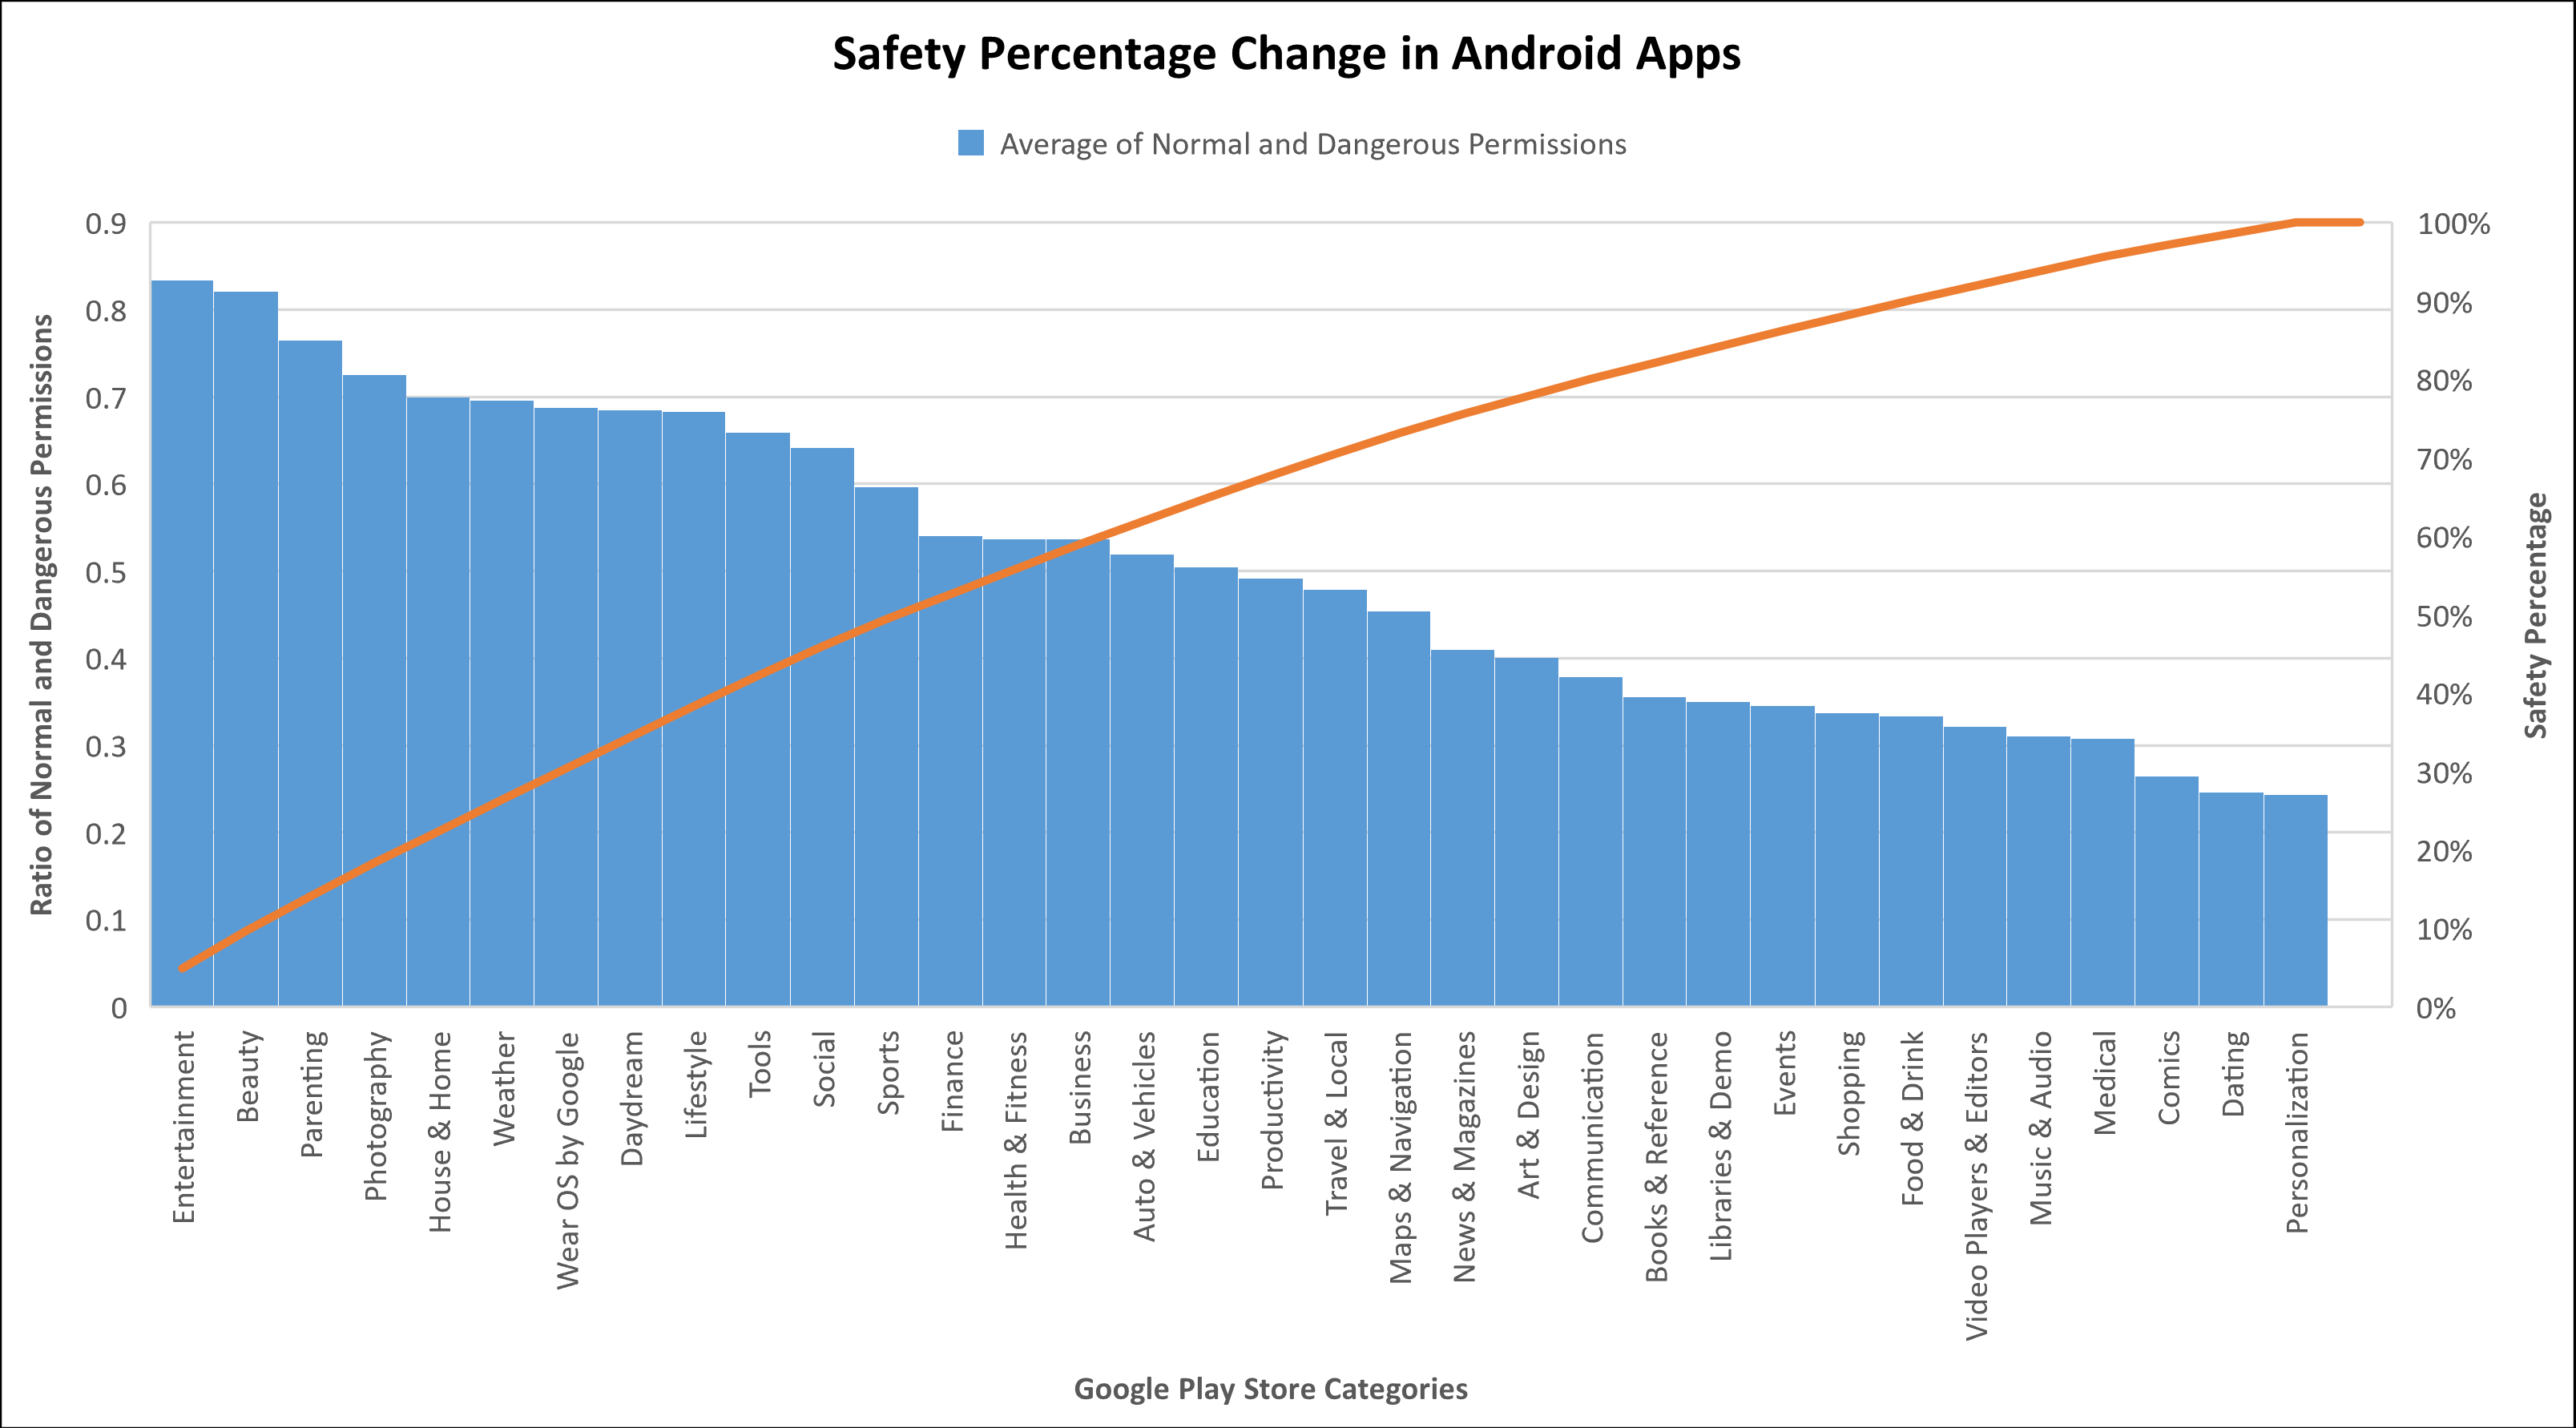 Safety Percentage Change in Android Apps
Average of Normal and Dangerous Permissions
Ratio of Normal and Dangerous Permissions
0.9
0.8
0.7
0.6
0.5
0.4
0.3
0.2
0.1
0
100%
90%
80%
70%
60%
50%
40%
30%
20%
10%
0%
Safety Percentage
Entertainment
Beauty
Parenting
Photography
House & Home
Weather
Wear OS by Google
Daydream
Lifestyle
Tools
Social
Sports
Finance
Health & Fitness
Business
Auto & Vehicles
Education
Productivity
Travel & Local
Maps & Navigation
News & Magazines
Art & Design
Communication
Books & Reference
Libraries & Demo
Events
Shopping
Food & Drink
Video Players & Editors
Music & Audio
Medical
Comics
Dating
Personalization
Google Play Store Categories